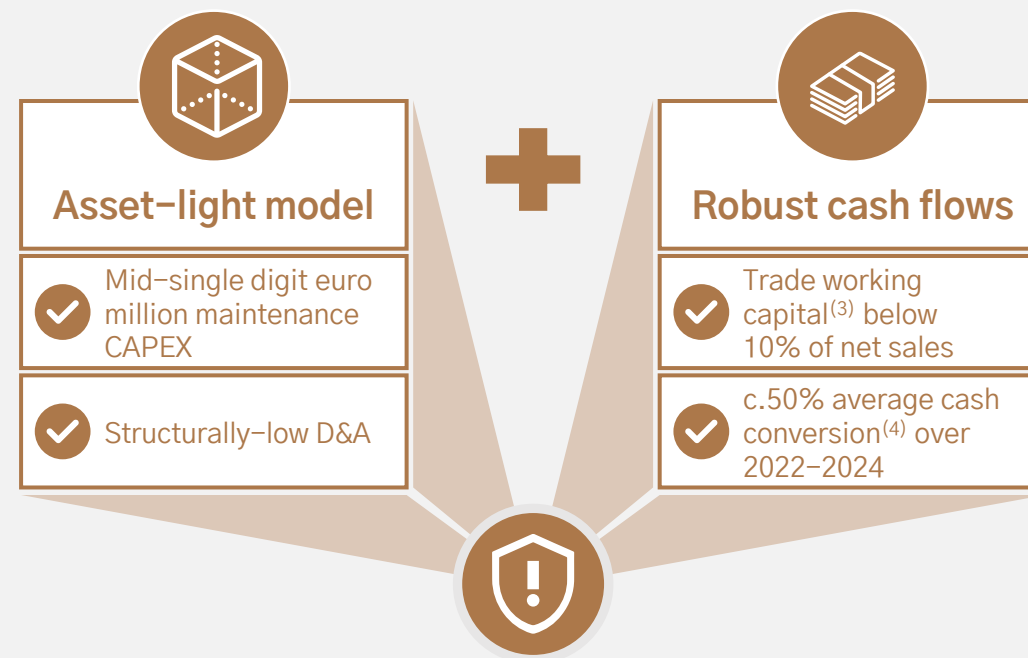 Asset-light model
Mid-single digit euro
million maintenance
CAPEX
Structurally-low D&A
Robust cash flows
Trade working
capital(3) below
10% of net sales
c.50% average cash
conversion(4) over
2022-2024